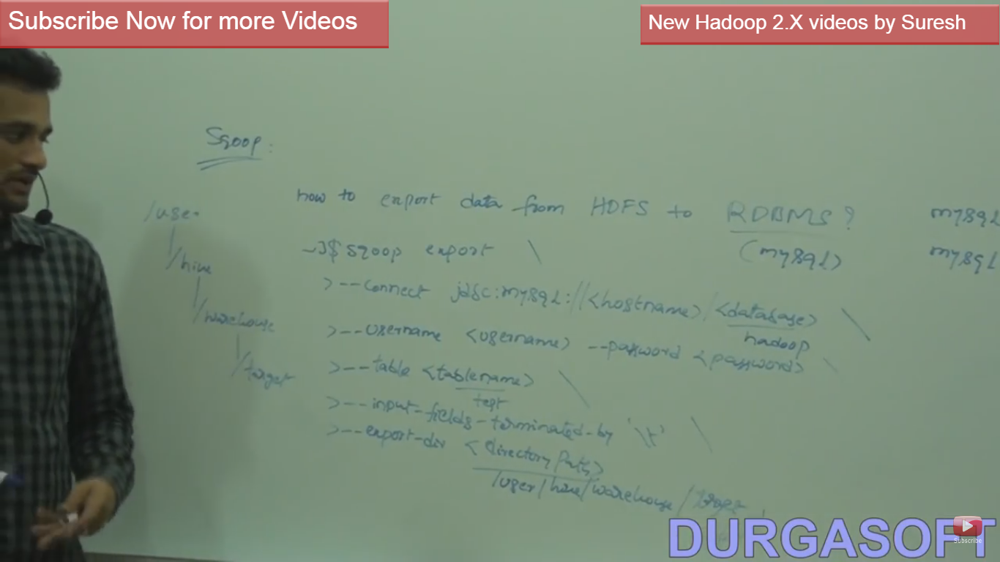 Subscribe Now for more Videos
New Hadoop 2.X videos by Suresh
Sqoop :
how to export data from HDFS to RDBMS ?
(mysqL)
mysqL
mysqL
/user
/hive
/warehouse
/target
~]$ sqoop export \
>--connect jdbc:mysqL://<hostname>/<database> \
hadoop
>--username <username> --password <password> \
>--table <tablename> \
test
>--input-fields-terminated-by '\t' \
>--export-dir <directory Path>
/user/hive/warehouse/
DURGASOFT
Subscribe